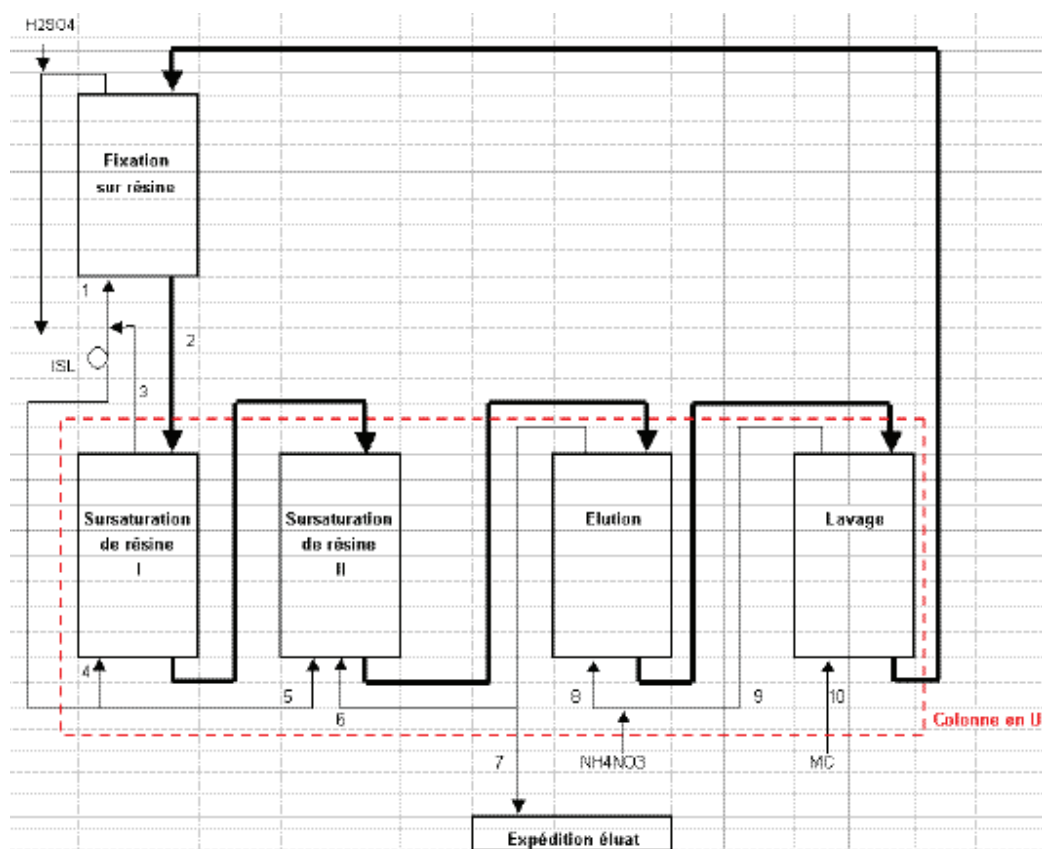 H2SO4
Fixation
sur résine
1
2
ISL
3
Sursaturation
de résine
I
Sursaturation
de résine
II
Elution
Lavage
4
5
6
8
9
10
Colonne en U
7
NH4NO3
MC
Expédition éluat